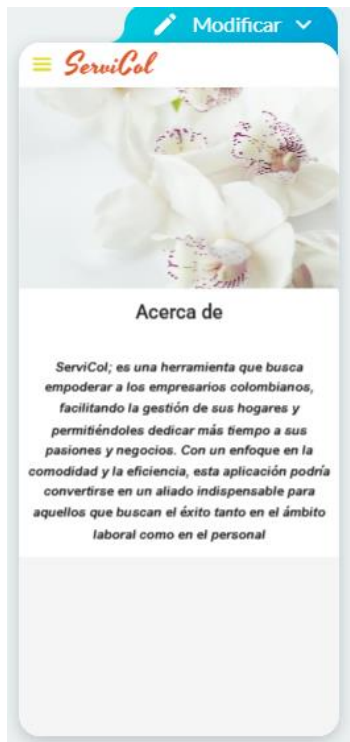 Modificar
ServiCol
Acerca de
ServiCol; es una herramienta que busca
empoderar a los empresarios colombianos,
facilitando la gestión de sus hogares y
permitiéndoles dedicar más tiempo a sus
pasiones y negocios. Con un enfoque en la
comodidad y la eficiencia, esta aplicación podría
convertirse en un aliado indispensable para
aquellos que buscan el éxito tanto en el ámbito
laboral como en el personal